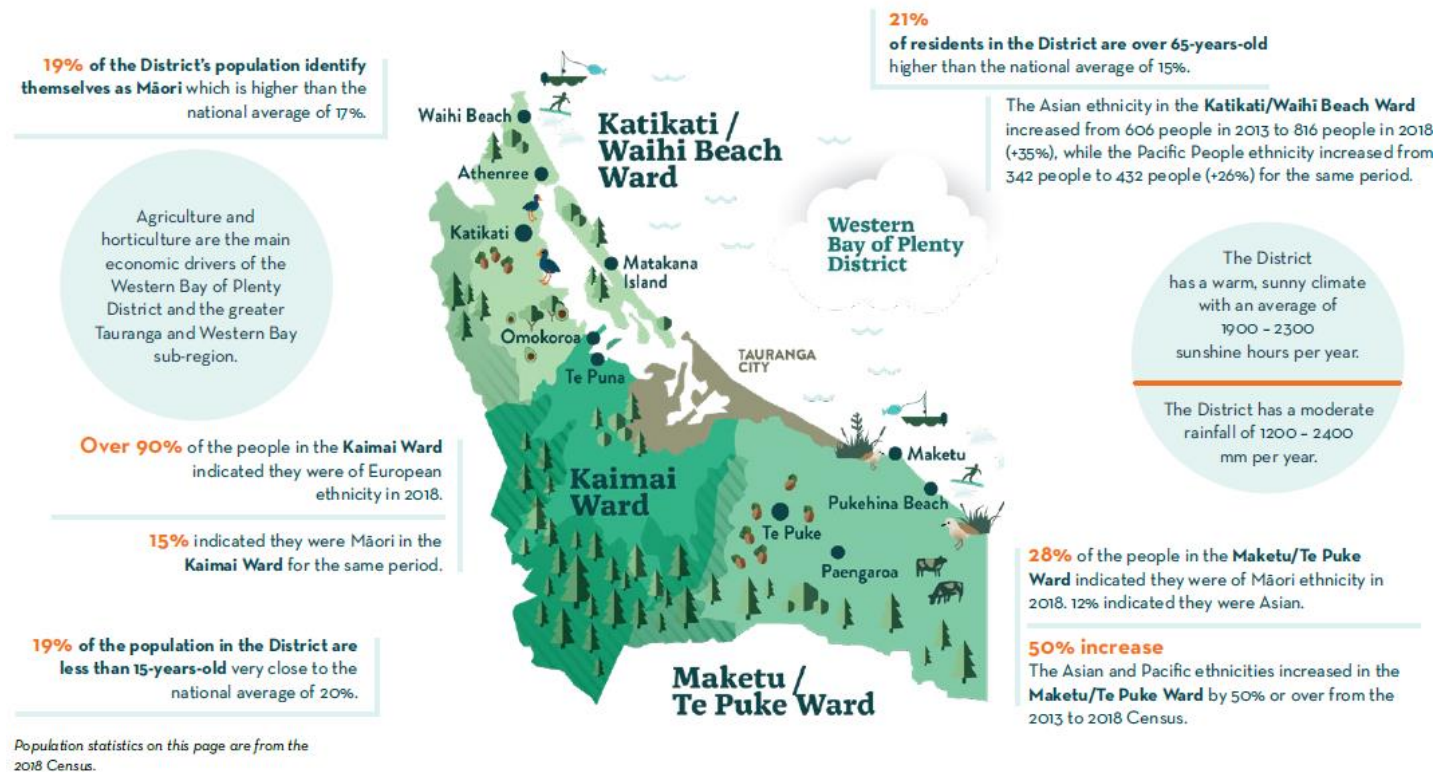 19% of the District's population identify
themselves as Māori which is higher than the
national average of 17%.
Agriculture and
horticulture are the main
economic drivers of the
Western Bay of Plenty
District and the greater
Tauranga and Western Bay
sub-region.
Over 90% of the people in the Kaimai Ward
indicated they were of European
ethnicity in 2018.
15% indicated they were Māori in the
Kaimai Ward for the same period.
19% of the population in the District are
less than 15-years-old very close to the
national average of 20%.
Population statistics on this page are from the
2018 Census.
Waihi Beach
Athenree
Katikati
Matakana
Island
Omokoroa
Te Puna
TAURANGA
CITY
Maketu
Pukehina Beach
Te Puke
Paengaroa
Katikati /
Waihi Beach
Ward
Kaimai
Ward
Maketu /
Te Puke Ward
Western
Bay of Plenty
District
21%
of residents in the District are over 65-years-old
higher than the national average of 15%.
The Asian ethnicity in the Katikati/Waihi Beach Ward
increased from 606 people in 2013 to 816 people in 2018
(+35%), while the Pacific People ethnicity increased from
342 people to 432 people (+26%) for the same period.
The District
has a warm, sunny climate
with an average of
1900 – 2300
sunshine hours per year.
The District has a moderate
rainfall of 1200 – 2400
mm per year.
28% of the people in the Maketu/Te Puke
Ward indicated they were of Māori ethnicity in
2018. 12% indicated they were Asian.
50% increase
The Asian and Pacific ethnicities increased in the
Maketu/Te Puke Ward by 50% or over from the
2013 to 2018 Census.